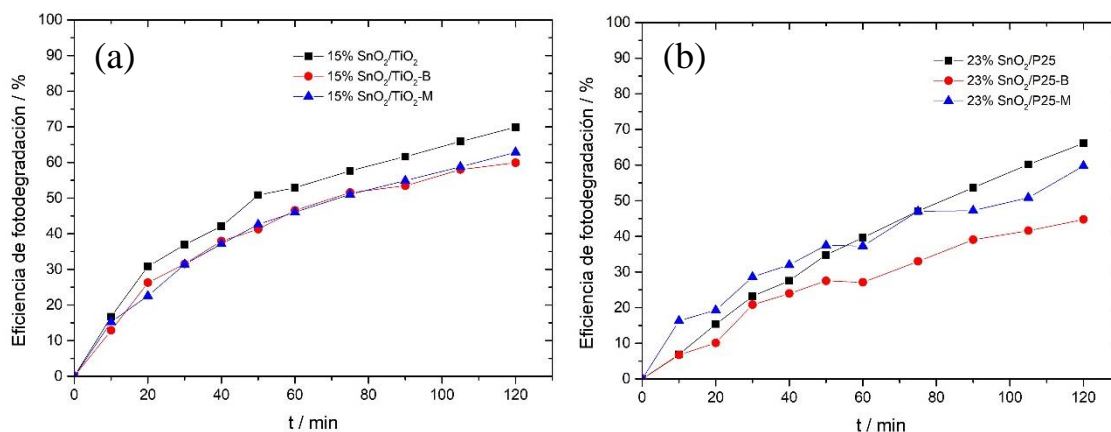 (a)
15% SnO₂/TiO₂
15% SnO₂/TiO₂-B
15% SnO₂/TiO₂-M
Eficiencia de fotodegradación / %
100
90
80
70
60
50
40
30
20
10
0
0 20 40 60 80 100 120
t / min
(b)
23% SnO₂/P25
23% SnO₂/P25-B
23% SnO₂/P25-M
Eficiencia de fotodegradación / %
100
90
80
70
60
50
40
30
20
10
0
0 20 40 60 80 100 120
t / min